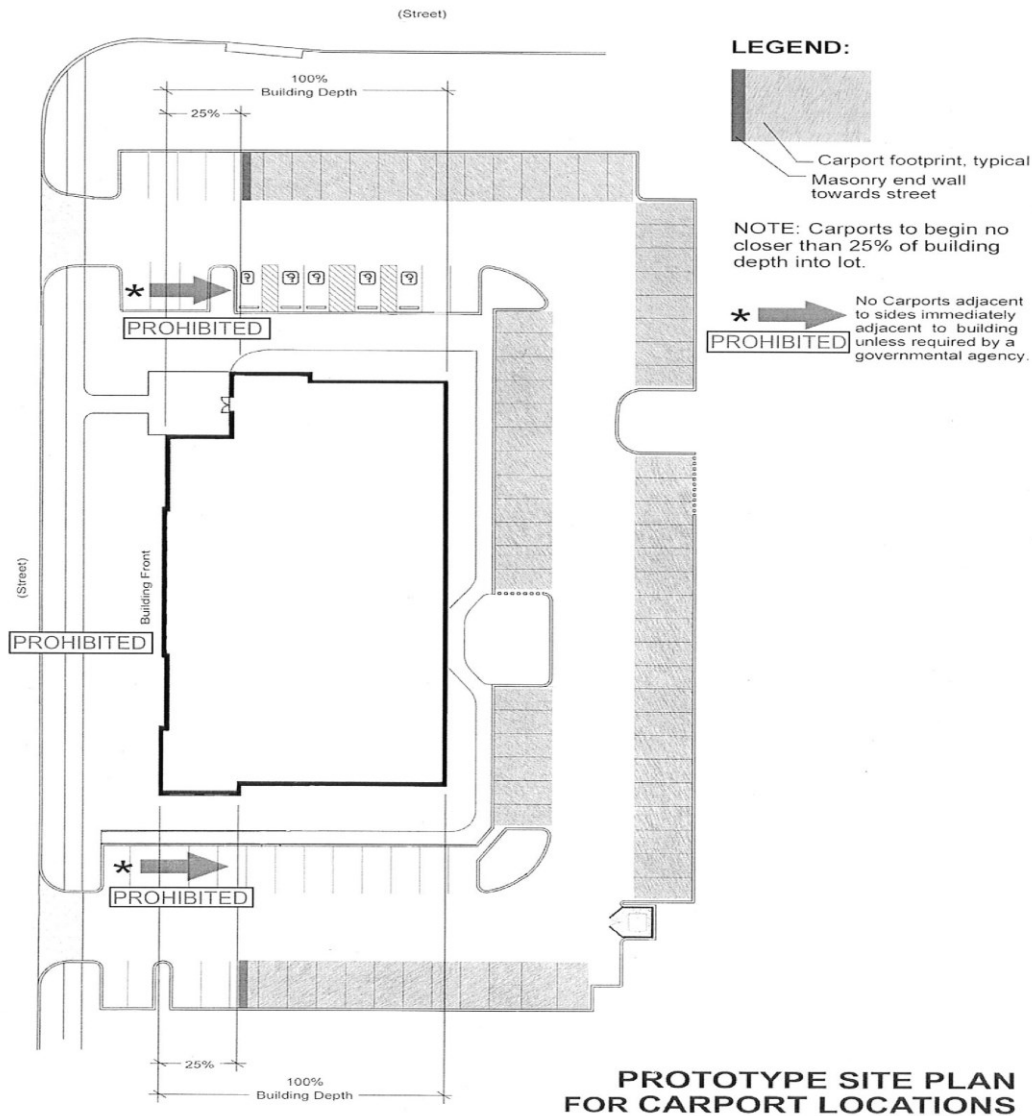 (Street)
100%
Building Depth
25%
LEGEND:
Carport footprint, typical
Masonry end wall
towards street
NOTE: Carports to begin no
closer than 25% of building
depth into lot.
*
PROHIBITED
No Carports adjacent
to sides immediately
adjacent to building
unless required by a
governmental agency.
*
PROHIBITED
(Street)
Building Front
PROHIBITED
*
PROHIBITED
25%
100%
Building Depth
PROTOTYPE SITE PLAN
FOR CARPORT LOCATIONS